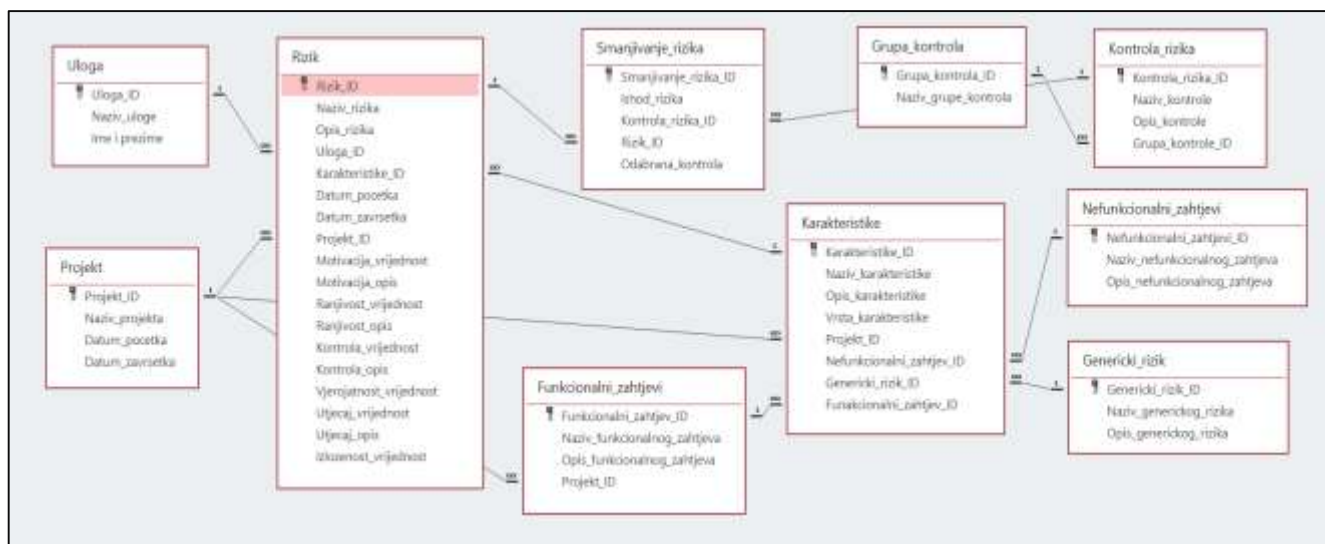 Uloga
Uloga_ID
Naziv_uloge
Ime i prezime
Projekt
Projekt_ID
Naziv_projekta
Datum_pocetka
Datum_zavrsetka
Rizik
Rizik_ID
Naziv_rizika
Opis_rizika
Uloga_ID
Karakteristike_ID
Datum_pocetka
Datum_zavrsetka
Projekt_ID
Motivacija_vrijednost
Motivacija_opis
Ranjivost_vrijednost
Ranjivost_opis
Kontrola_vrijednost
Kontrola_opis
Vjerojatnost_vrijednost
Utjecaj_vrijednost
Utjecaj_opis
Izlozenost_vrijednost
Smanjivanje_rizika
Smanjivanje_rizika_ID
Ishod_rizika
Kontrola_rizika_ID
Rizik_ID
Odabrana_kontrola
Funkcionalni_zahtjevi
Funkcionalni_zahtjev_ID
Naziv_funkcionalnog_zahtjeva
Opis_funkcionalnog_zahtjeva
Projekt_ID
Grupa_kontrola
Grupa_kontrola_ID
Naziv_grupe_kontrola
Karakteristike
Karakteristike_ID
Naziv_karakteristike
Opis_karakteristike
Vrsta_karakteristike
Projekt_ID
Nefunkcionalni_zahtjev_ID
Genericki_rizik_ID
Funakcionalni_zahtjev_ID
Kontrola_rizika
Kontrola_rizika_ID
Naziv_kontrole
Opis_kontrole
Grupa_kontrole_ID
Nefunkcionalni_zahtjevi
Nefunkcionalni_zahtjevi_ID
Naziv_nefunkcionalnog_zahtjeva
Opis_nefunkcionalnog_zahtjeva
Genericki_rizik
Genericki_rizik_ID
Naziv_generickog_rizika
Opis_generickog_rizika